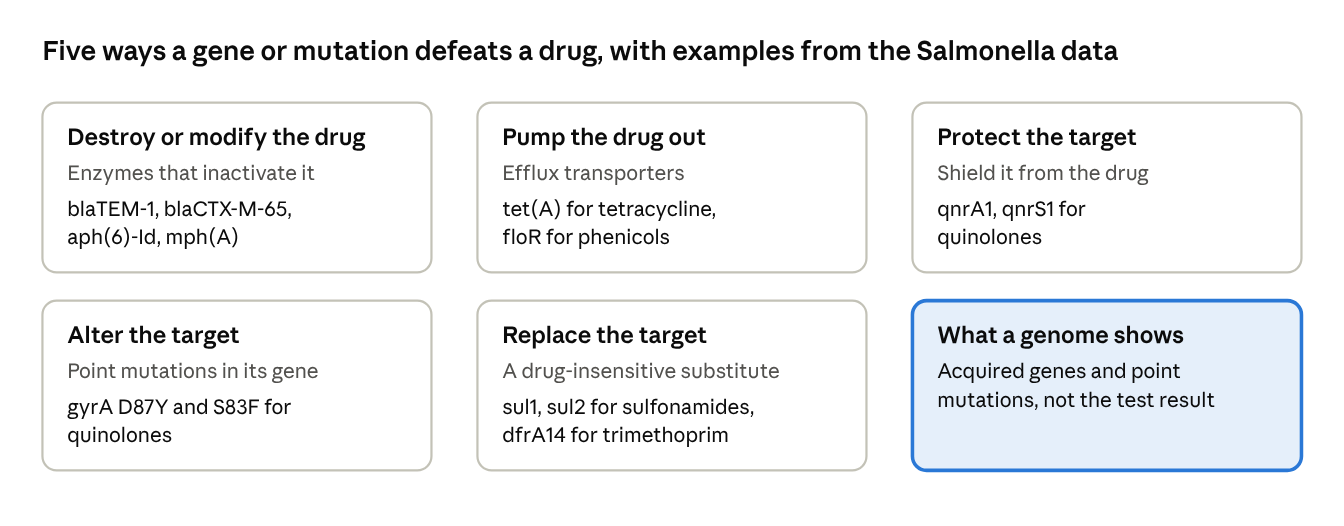 Five ways a gene or mutation defeats a drug, with examples from the Salmonella data
Destroy or modify the drug
Enzymes that inactivate it
blaTEM-1, blaCTX-M-65,
aph(6)-Id, mph(A)
Pump the drug out
Efflux transporters
tet(A) for tetracycline,
floR for phenicols
Protect the target
Shield it from the drug
qnrA1, qnrS1 for
quinolones
Alter the target
Point mutations in its gene
gyrA D87Y and S83F for
quinolones
Replace the target
A drug-insensitive substitute
sul1, sul2 for sulfonamides,
dfrA14 for trimethoprim
What a genome shows
Acquired genes and point
mutations, not the test result